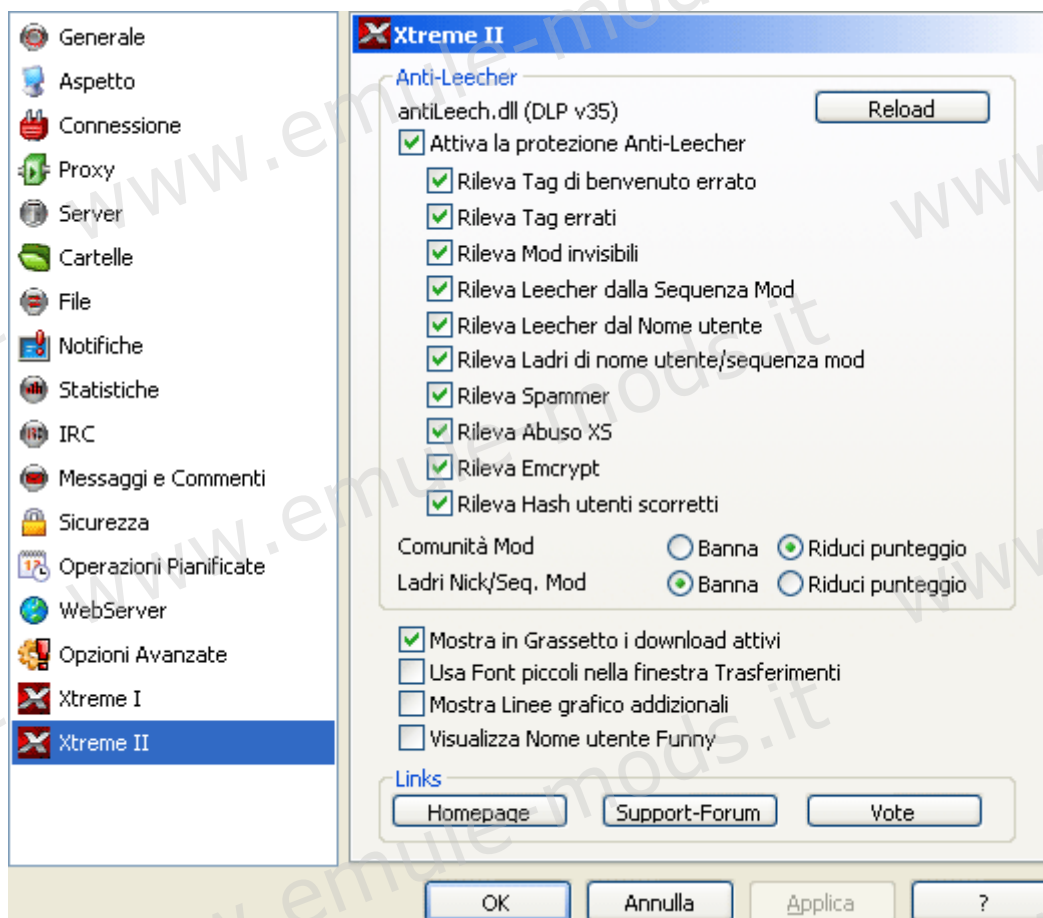 Generale
Aspetto
Connessione
Proxy
Server
Cartelle
File
Notifiche
Statistiche
IRC
Messaggi e Commenti
Sicurezza
Operazioni Pianificate
WebServer
Opzioni Avanzate
Xtreme I
Xtreme II
Xtreme II
Anti-Leecher
antiLeech.dll (DLP v35)
Reload
Attiva la protezione Anti-Leecher
Rileva Tag di benvenuto errato
Rileva Tag errati
Rileva Mod invisibili
Rileva Leecher dalla Sequenza Mod
Rileva Leecher dal Nome utente
Rileva Ladri di nome utente/sequenza mod
Rileva Spammer
Rileva Abuso XS
Rileva Emcrypt
Rileva Hash utenti scorretti
Comunità Mod Banna Riduci punteggio
Ladri Nick/Seq. Mod Banna Riduci punteggio
Mostra in Grassetto i download attivi
Usa Font piccoli nella finestra Trasferimenti
Mostra Linee grafico addizionali
Visualizza Nome utente Funny
Links
Homepage Support-Forum Vote
OK Annulla Applica ?
www.emule-mods.it